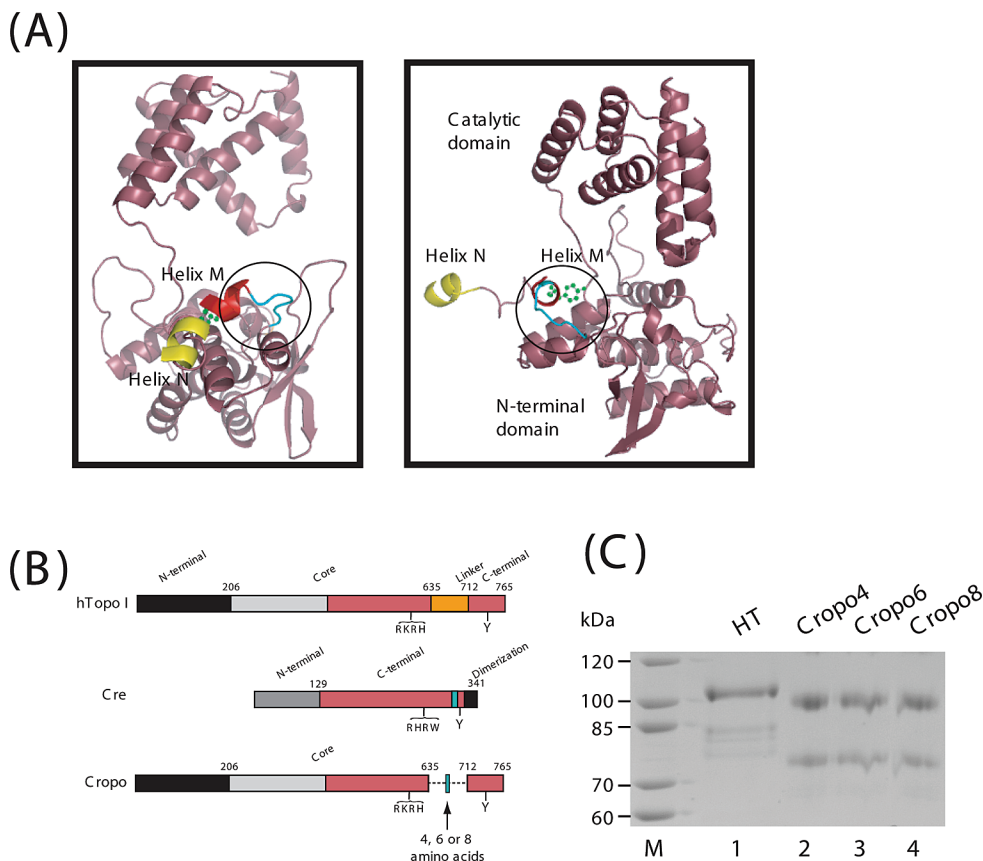 (A)
Catalytic
domain
Helix M
Helix N
Helix N
Helix M
N-terminal
domain
(B)
N-terminal
Core
Linker
C-terminal
206
635
712
765
hTopo I
RKRH
Y
N-terminal
C-terminal
Dimerization
129
341
Cre
RHRW
Y
Core
206
635
712
765
Cropo
RKRH
Y
4, 6 or 8
amino acids
(C)
kDa
HT
Cropo4
Cropo6
Cropo8
120
100
85
70
60
M
1
2
3
4